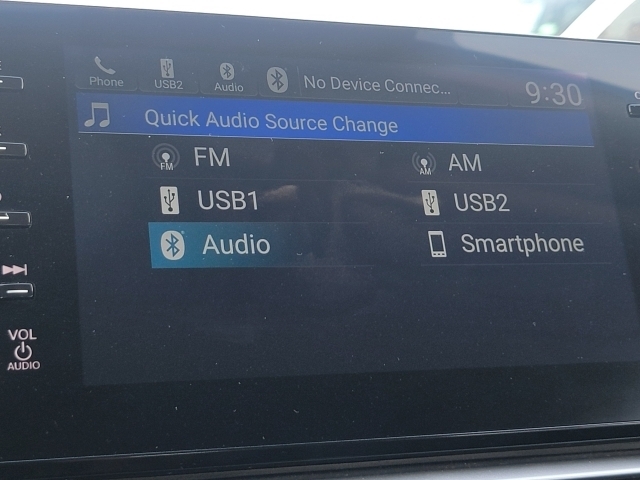 Phone USB2 Audio No Device Connec... 9:30
Quick Audio Source Change
FM FM AM AM
USB1 USB2
Audio Smartphone
VOL
AUDIO